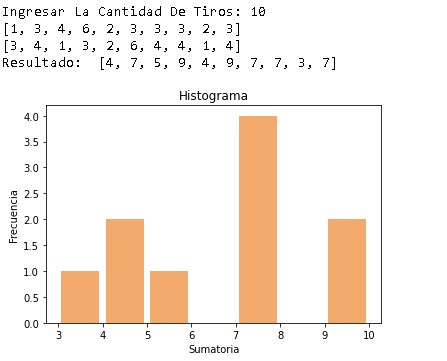 Ingresar La Cantidad De Tiros: 10
[1, 3, 4, 6, 2, 3, 3, 3, 2, 3]
[3, 4, 1, 3, 2, 6, 4, 4, 1, 4]
Resultado:  [4, 7, 5, 9, 4, 9, 7, 7, 3, 7]
Histograma
4.0
3.5
3.0
2.5
2.0
1.5
1.0
0.5
0.0
Frecuencia
3 4 5 6 7 8 9 10
Sumatoria